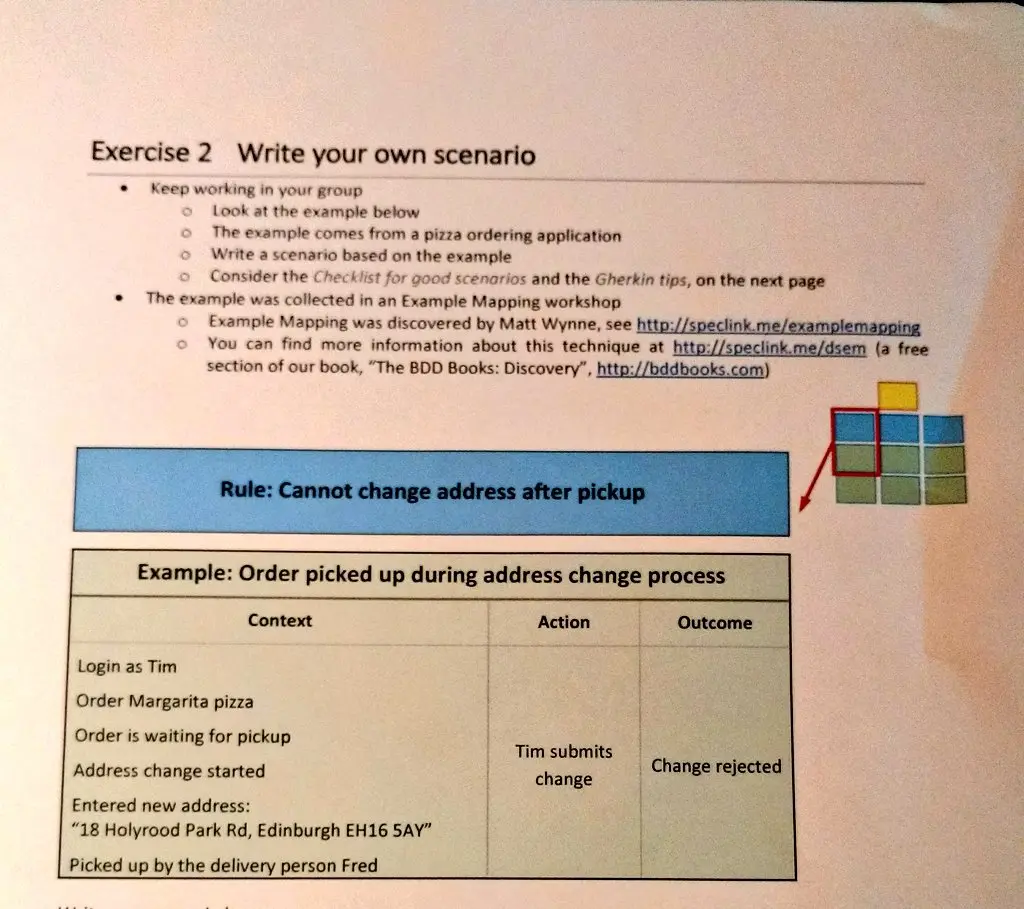 Exercise 2 Write your own scenario
• Keep working in your group
o Look at the example below
o The example comes from a pizza ordering application
o Write a scenario based on the example
o Consider the Checklist for good scenarios and the Gherkin tips, on the next page
• The example was collected in an Example Mapping workshop
o Example Mapping was discovered by Matt Wynne, see http://speclink.me/examplemapping
o You can find more information about this technique at http://speclink.me/dsem (a free
section of our book, "The BDD Books: Discovery", http://bddbooks.com)
Rule: Cannot change address after pickup
Example: Order picked up during address change process
Context Action Outcome
Login as Tim
Order Margarita pizza
Order is waiting for pickup
Address change started
Entered new address:
"18 Holyrood Park Rd, Edinburgh EH16 5AY"
Picked up by the delivery person Fred
Tim submits
change
Change rejected